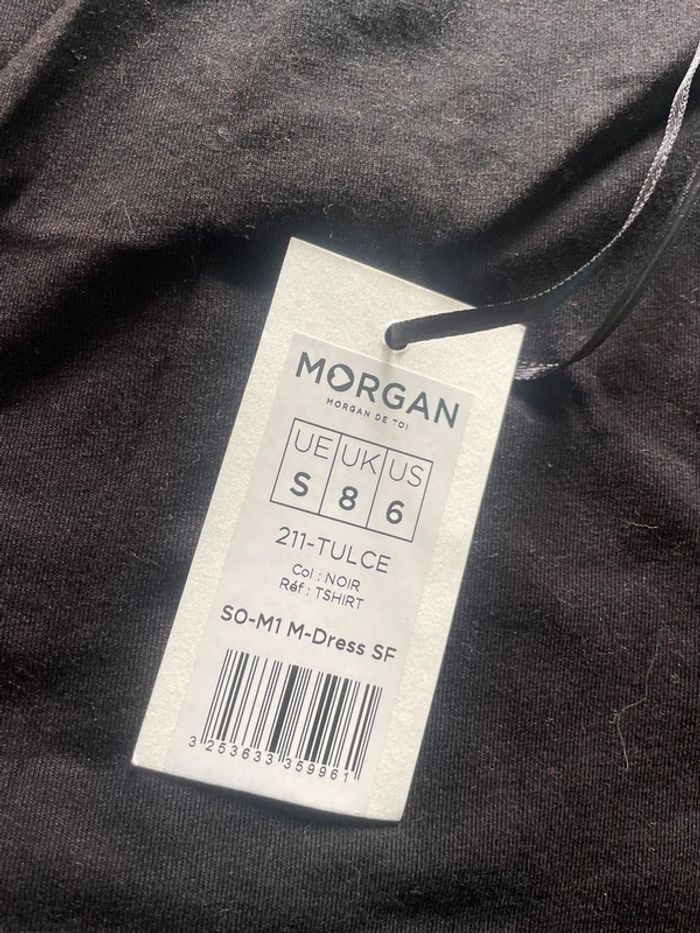 MORGAN
MORGAN DE TOI
UE UK US
S 8 6
211-TULCE
Col : NOIR
Réf : TSHIRT
SO-M1 M-Dress SF
3 253633 359961